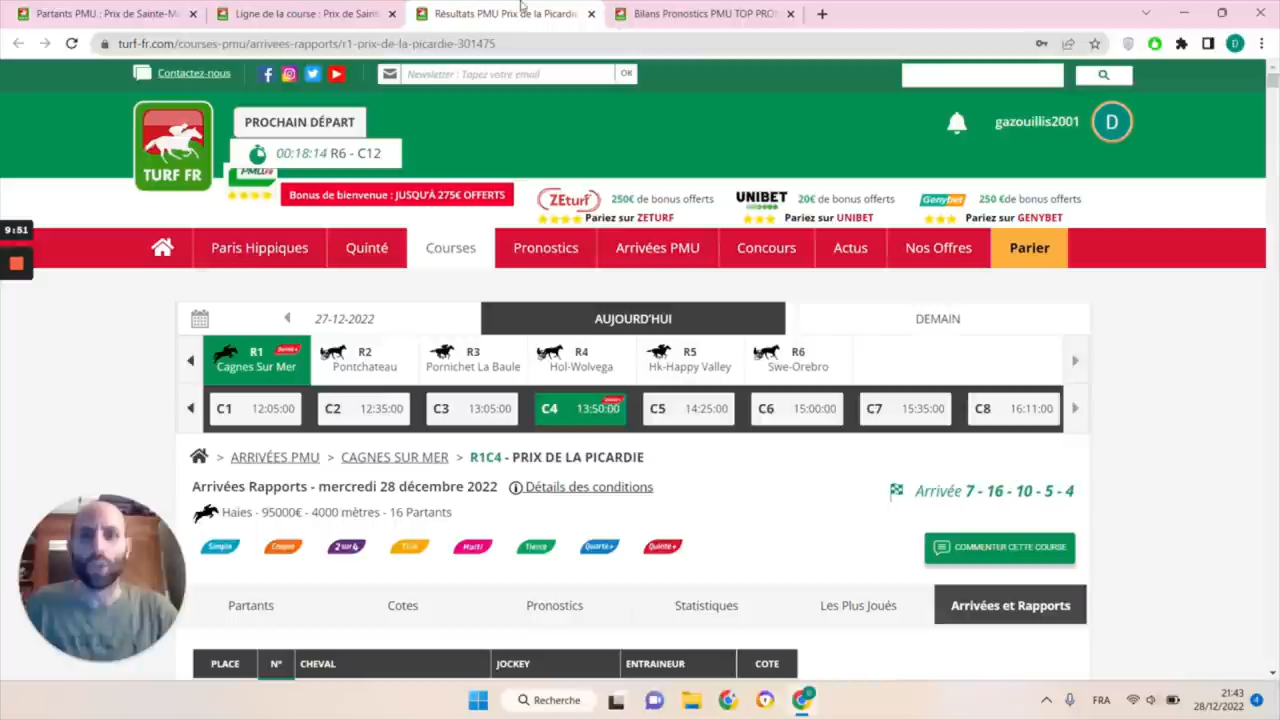 Partants PMU : Prix de Sainte-M
Ligne de la course : Prix de Saint
Résultats PMU Prix de la Picardie
Bilans Pronostics PMU TOP PRO
turf-fr.com/courses-pmu/arrivees-rapports/r1-prix-de-la-picardie-301475
D
Contactez-nous
Newsletter : Tapez votre email
OK
TURF FR
PROCHAIN DÉPART
00:18:14 R6 - C12
gazouillis2001
D
Bonus de bienvenue : JUSQU'À 275€ OFFERTS
ZEturf
250€ de bonus offerts
Pariez sur ZETURF
UNIBET
20€ de bonus offerts
Pariez sur UNIBET
Genybet
250 € de bonus offerts
Pariez sur GENYBET
9:51
Paris Hippiques
Quinté
Courses
Pronostics
Arrivées PMU
Concours
Actus
Nos Offres
Parier
27-12-2022
AUJOURD'HUI
DEMAIN
R1
Cagnes Sur Mer
R2
Pontchateau
R3
Pornichet La Baule
R4
Hol-Wolvega
R5
Hk-Happy Valley
R6
Swe-Orebro
C1 12:05:00
C2 12:35:00
C3 13:05:00
C4 13:50:00
C5 14:25:00
C6 15:00:00
C7 15:35:00
C8 16:11:00
> ARRIVÉES PMU > CAGNES SUR MER > R1C4 - PRIX DE LA PICARDIE
Arrivées Rapports - mercredi 28 décembre 2022
Détails des conditions
Arrivée 7 - 16 - 10 - 5 - 4
Haies - 95000€ - 4000 mètres - 16 Partants
Simple
Couplé
2 sur 4
Multi
Tiercé
Quarté+
Quinté+
COMMENTER CETTE COURSE
Partants
Cotes
Pronostics
Statistiques
Les Plus Joués
Arrivées et Rapports
PLACE
N°
CHEVAL
JOCKEY
ENTRAINEUR
COTE
Recherche
FRA
21:43
28/12/2022
4